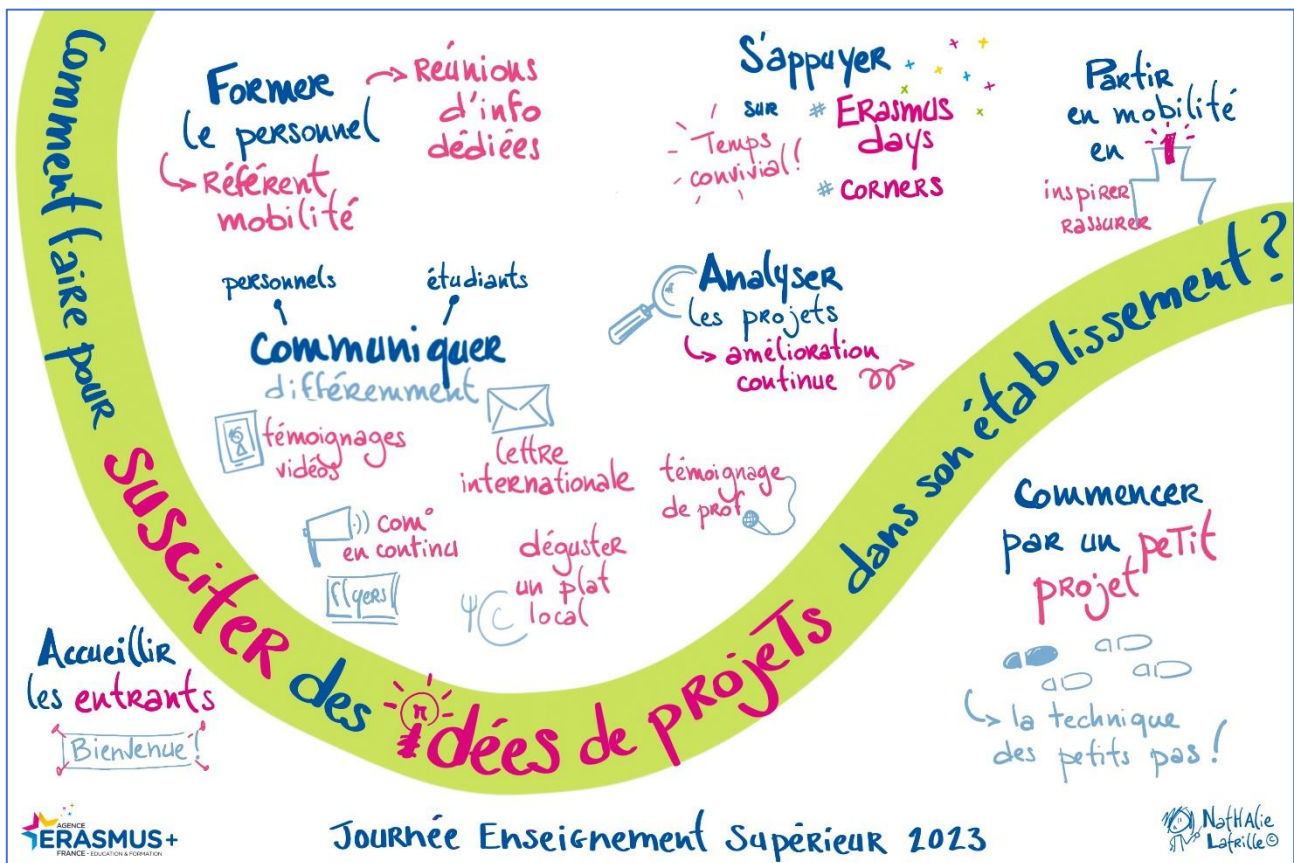 Comment faire pour susciter des idées de projets dans son établissement ?
Former
le personnel
Référent
mobilité
Réunions
d'info
dédiées
S'appuyer
sur
# Erasmus
days
# corners
Temps
convivial !
Partir
en mobilité
en 1
inspirer
rassurer
personnels
étudiants
Communiquer
différemment
témoignages
vidéos
lettre
internationale
com°
en continu
flyers
déguster
un plat
local
témoignage
de prof
Analyser
les projets
amélioration
continue
Commencer
par un petit
projet
la technique
des petits pas !
Accueillir
les entrants
Bienvenue !
AGENCE
ERASMUS+
FRANCE - EDUCATION & FORMATION
Journée Enseignement Supérieur 2023
Nathalie
Latrille ©